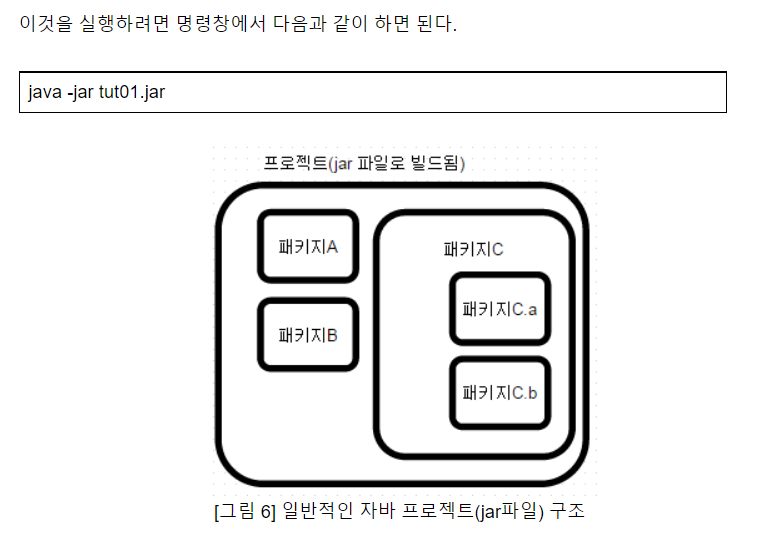 이것을 실행하려면 명령창에서 다음과 같이 하면 된다.
java -jar tut01.jar
프로젝트(jar 파일로 빌드됨)
패키지A
패키지C
패키지C.a
패키지B
패키지C.b
[그림 6] 일반적인 자바 프로젝트(jar파일) 구조